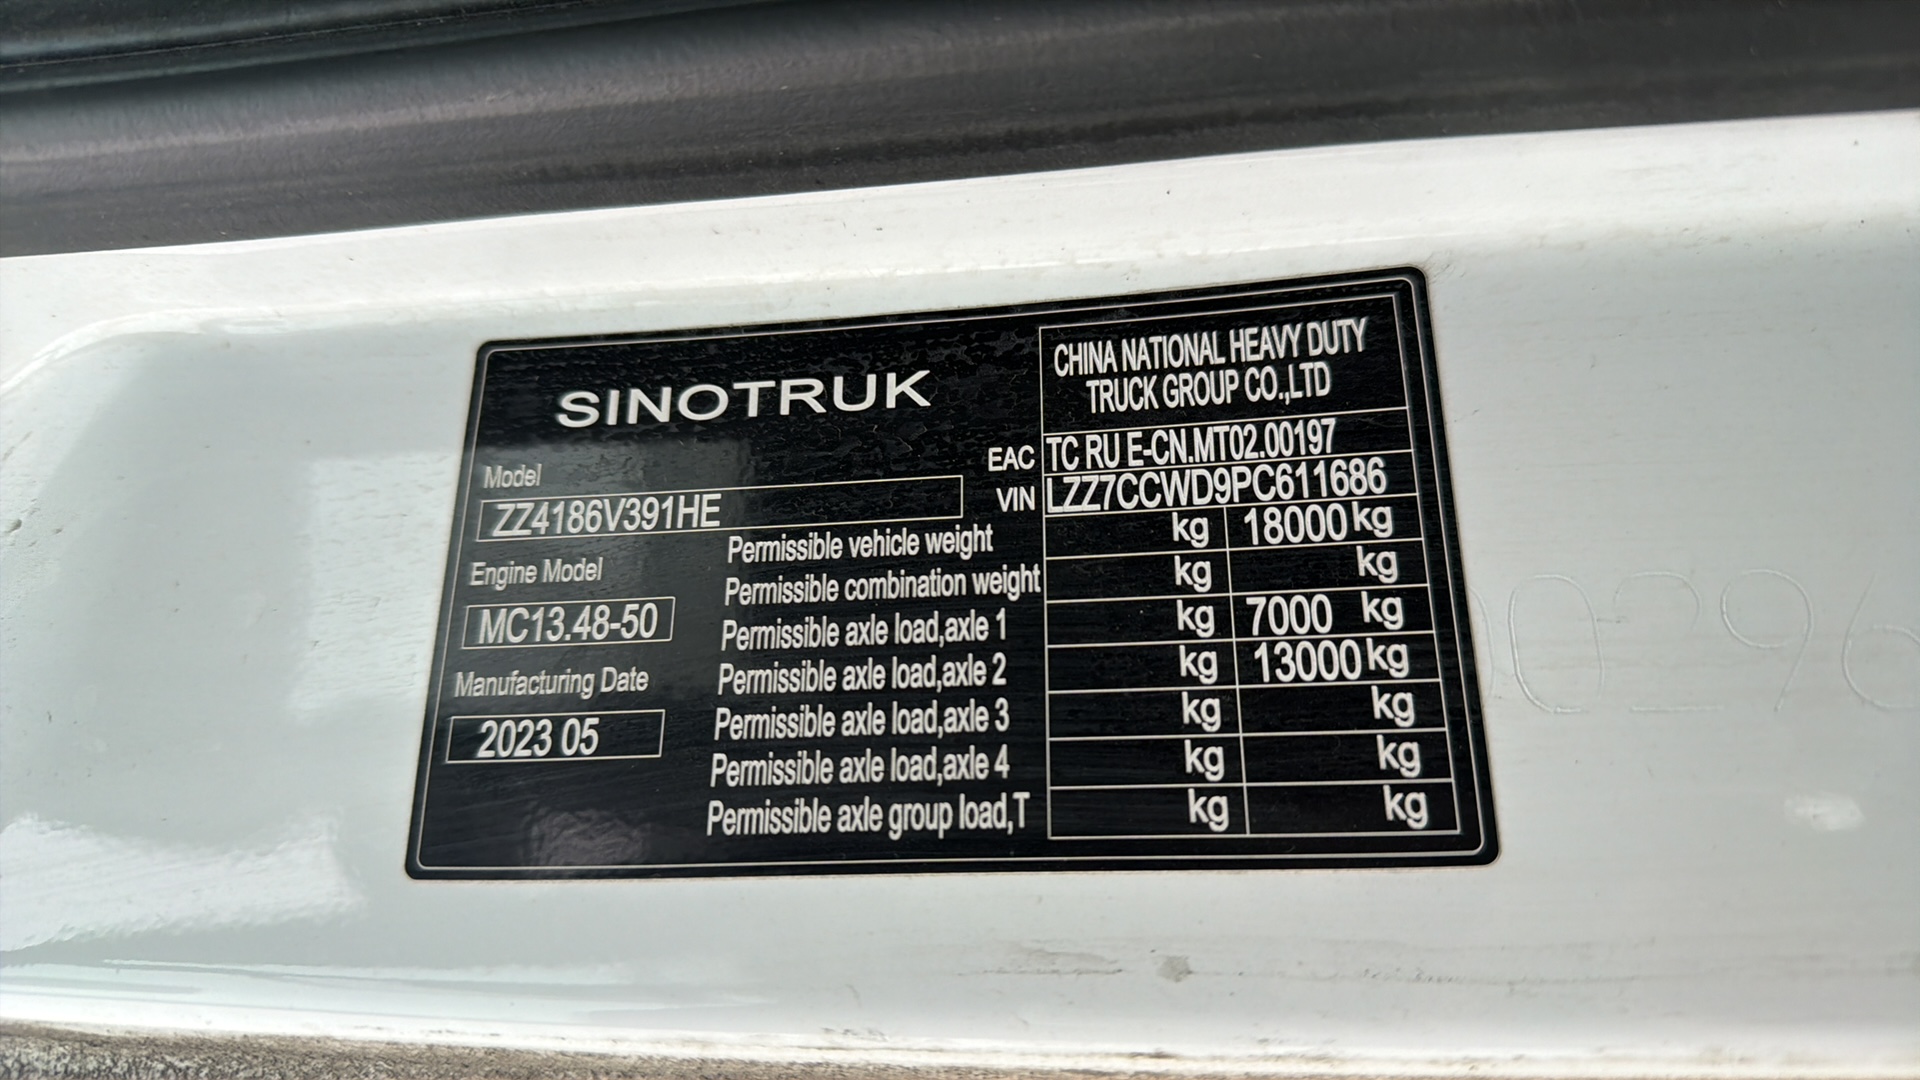 SINOTRUK
CHINA NATIONAL HEAVY DUTY
TRUCK GROUP CO.,LTD
EAC TC RU E-CN.MT02.00197
VIN LZZ7CCWD9PC611686
Model
ZZ4186V391HE
Engine Model
MC13.48-50
Manufacturing Date
2023 05
Permissible vehicle weight kg 18000 kg
Permissible combination weight kg kg
Permissible axle load,axle 1 kg 7000 kg
Permissible axle load,axle 2 kg 13000 kg
Permissible axle load,axle 3 kg kg
Permissible axle load,axle 4 kg kg
Permissible axle group load,T kg kg